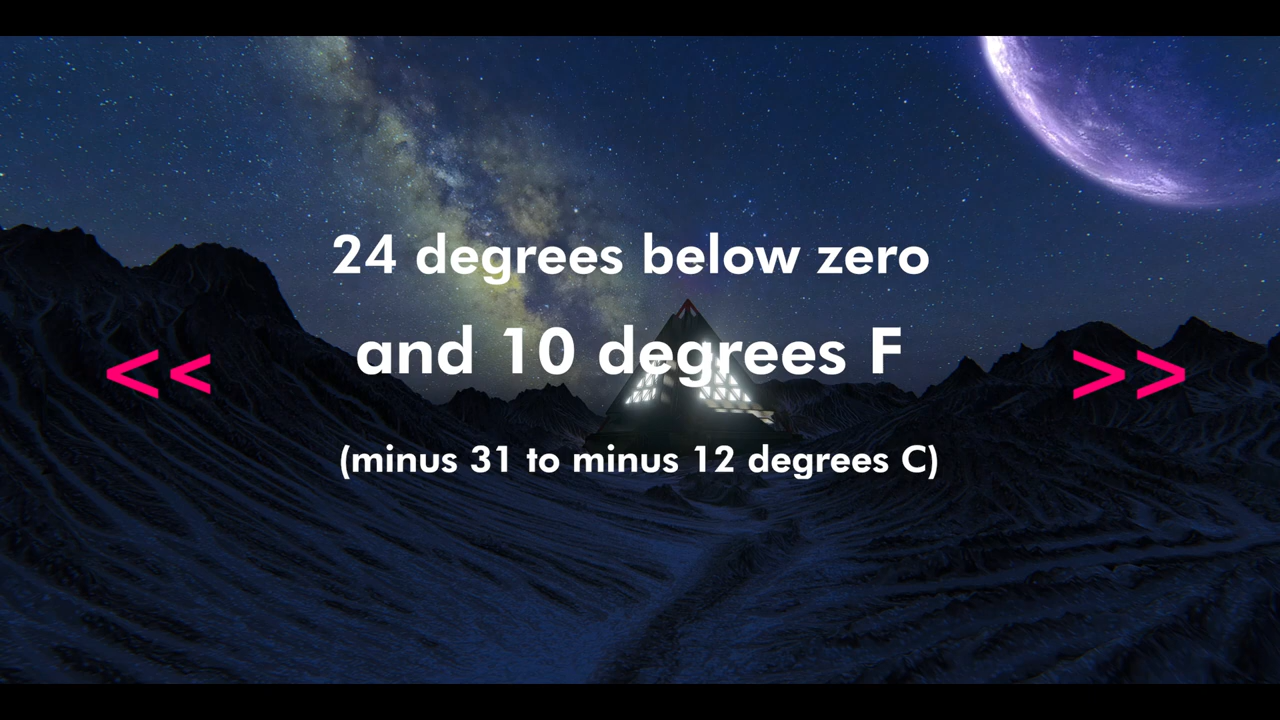 24 degrees below zero
and 10 degrees F
<< >>
(minus 31 to minus 12 degrees C)